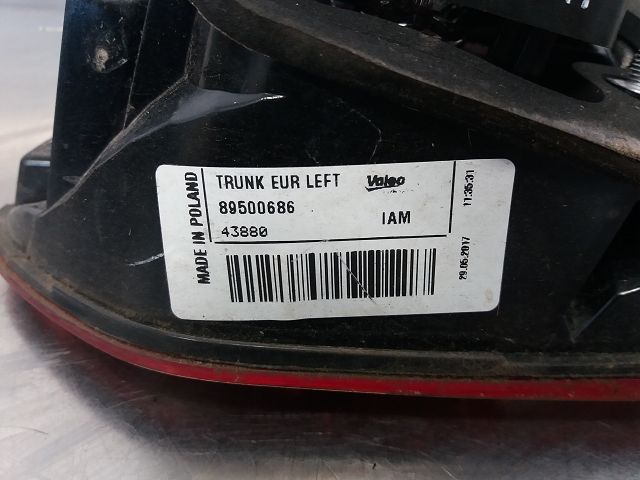 MADE IN POLAND
TRUNK EUR LEFT Valeo
89500686
IAM
43880
29.05.2017 11:35:31